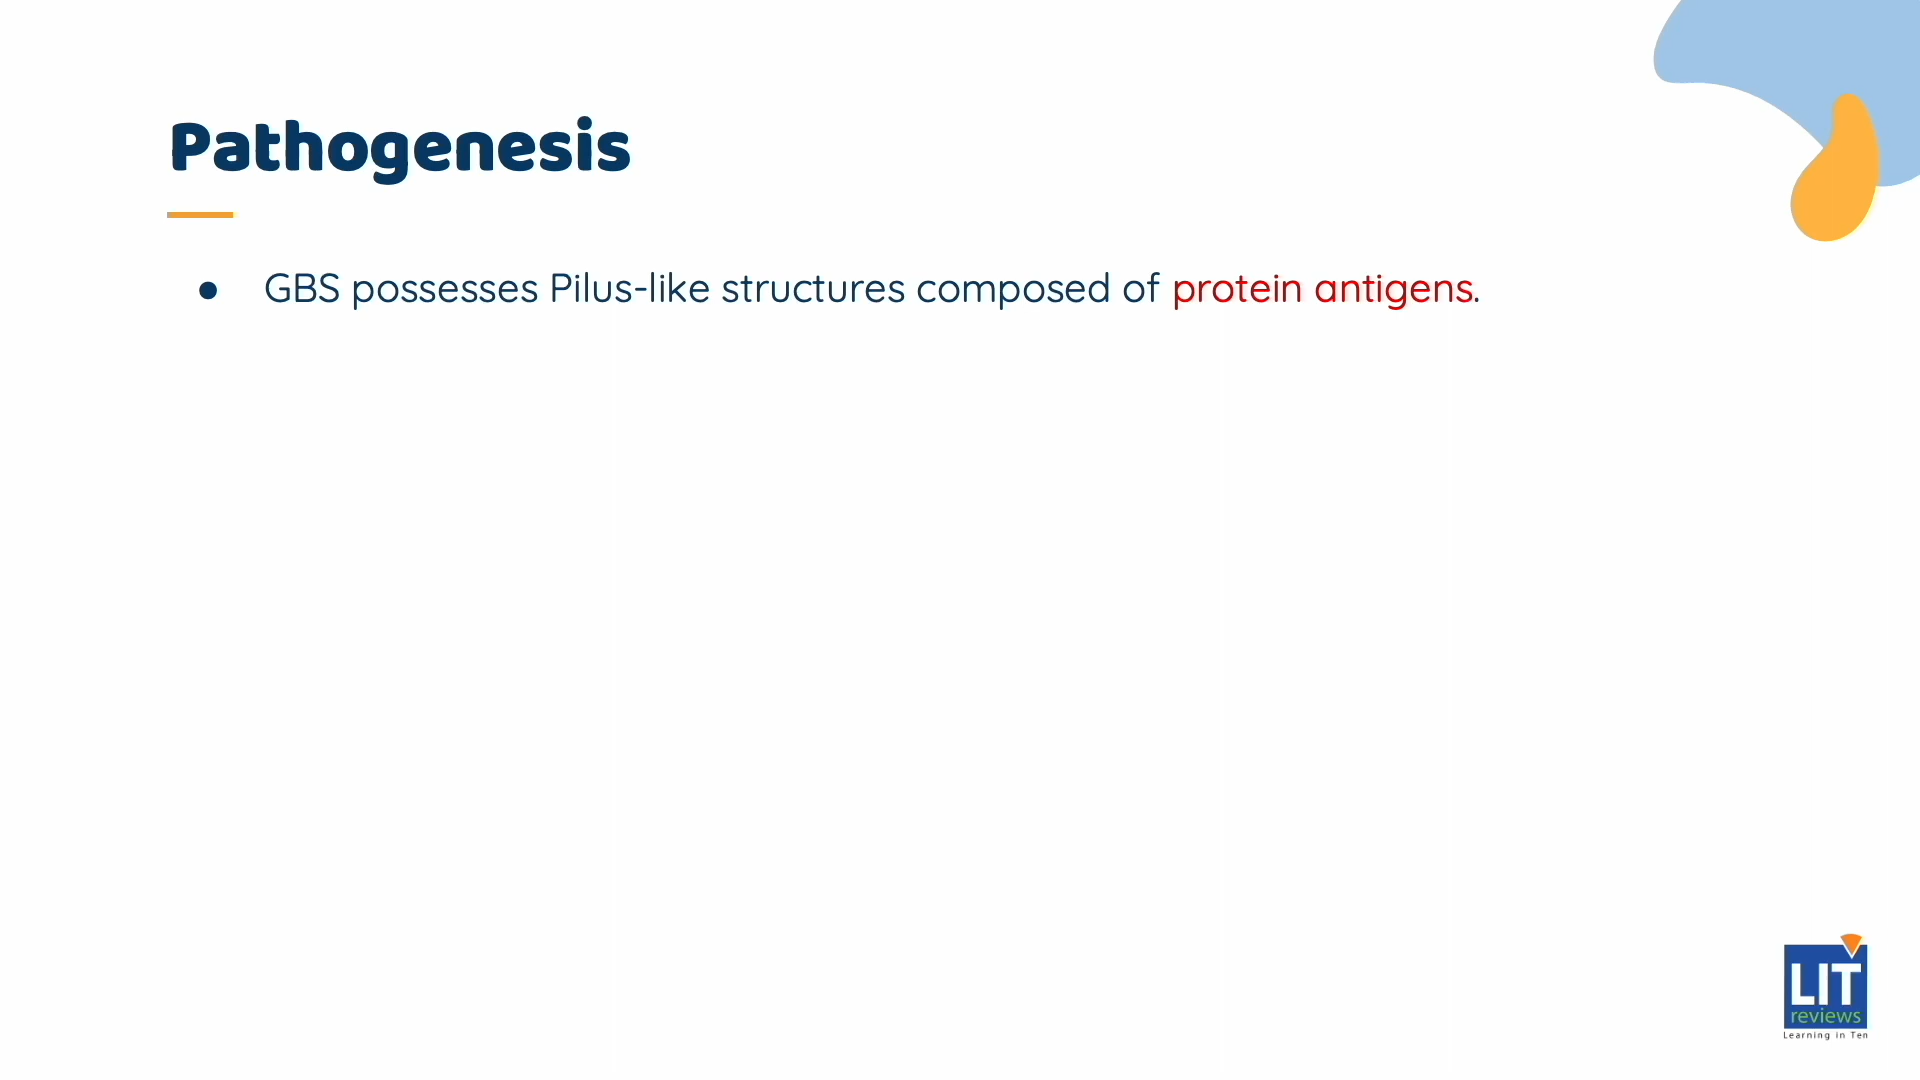 Pathogenesis
● GBS possesses Pilus-like structures composed of protein antigens.
LIT
reviews
Learning in Ten